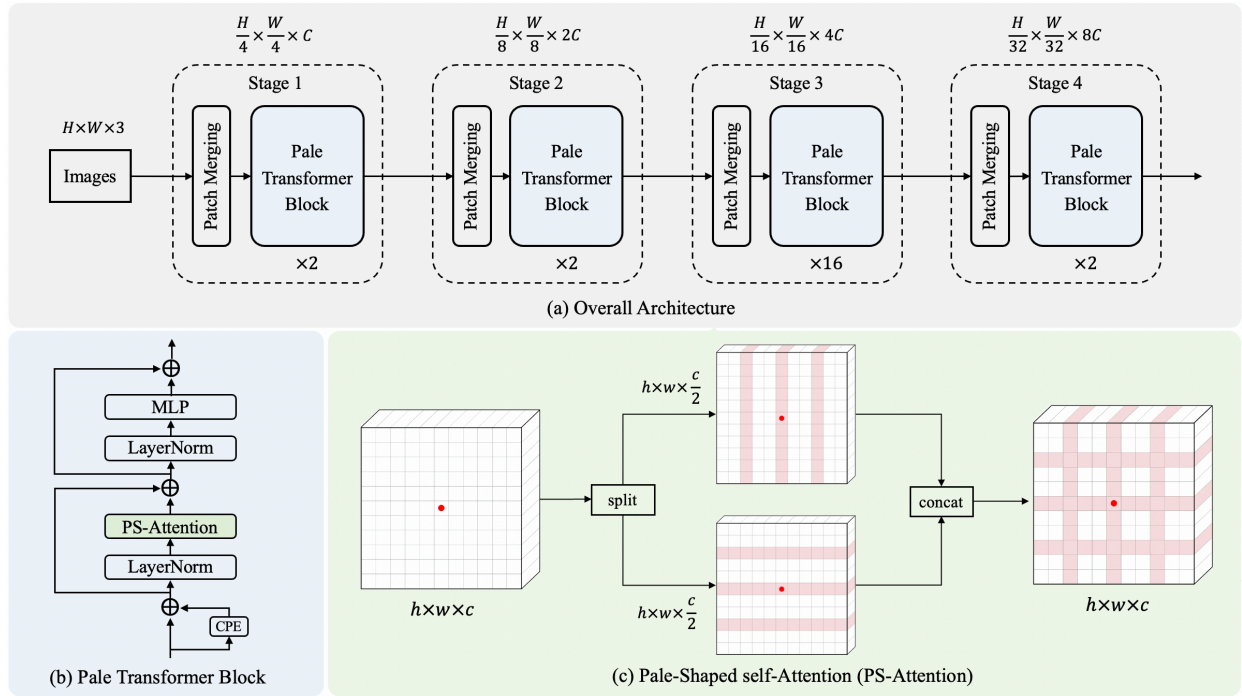 H/4 × W/4 × C
H/8 × W/8 × 2C
H/16 × W/16 × 4C
H/32 × W/32 × 8C
H×W×3
Images
Stage 1
Patch Merging
Pale
Transformer
Block
×2
Stage 2
Patch Merging
Pale
Transformer
Block
×2
Stage 3
Patch Merging
Pale
Transformer
Block
×16
Stage 4
Patch Merging
Pale
Transformer
Block
×2
(a) Overall Architecture
MLP
LayerNorm
PS-Attention
LayerNorm
CPE
(b) Pale Transformer Block
h×w×c
split
h×w×c/2
h×w×c/2
concat
h×w×c
(c) Pale-Shaped self-Attention (PS-Attention)